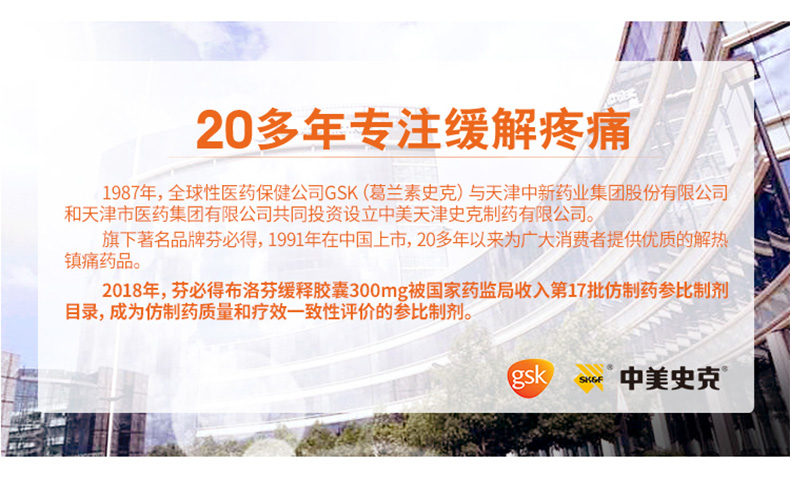 20多年专注缓解疼痛
1987年，全球性医药保健公司GSK（葛兰素史克）与天津中新药业集团股份有限公司
和天津市医药集团有限公司共同投资设立中美天津史克制药有限公司。
旗下著名品牌芬必得，1991年在中国上市，20多年以来为广大消费者提供优质的解热
镇痛药品。
2018年，芬必得布洛芬缓释胶囊300mg被国家药监局收入第17批仿制药参比制剂
目录，成为仿制药质量和疗效一致性评价的参比制剂。
gsk SK&F® 中美史克®